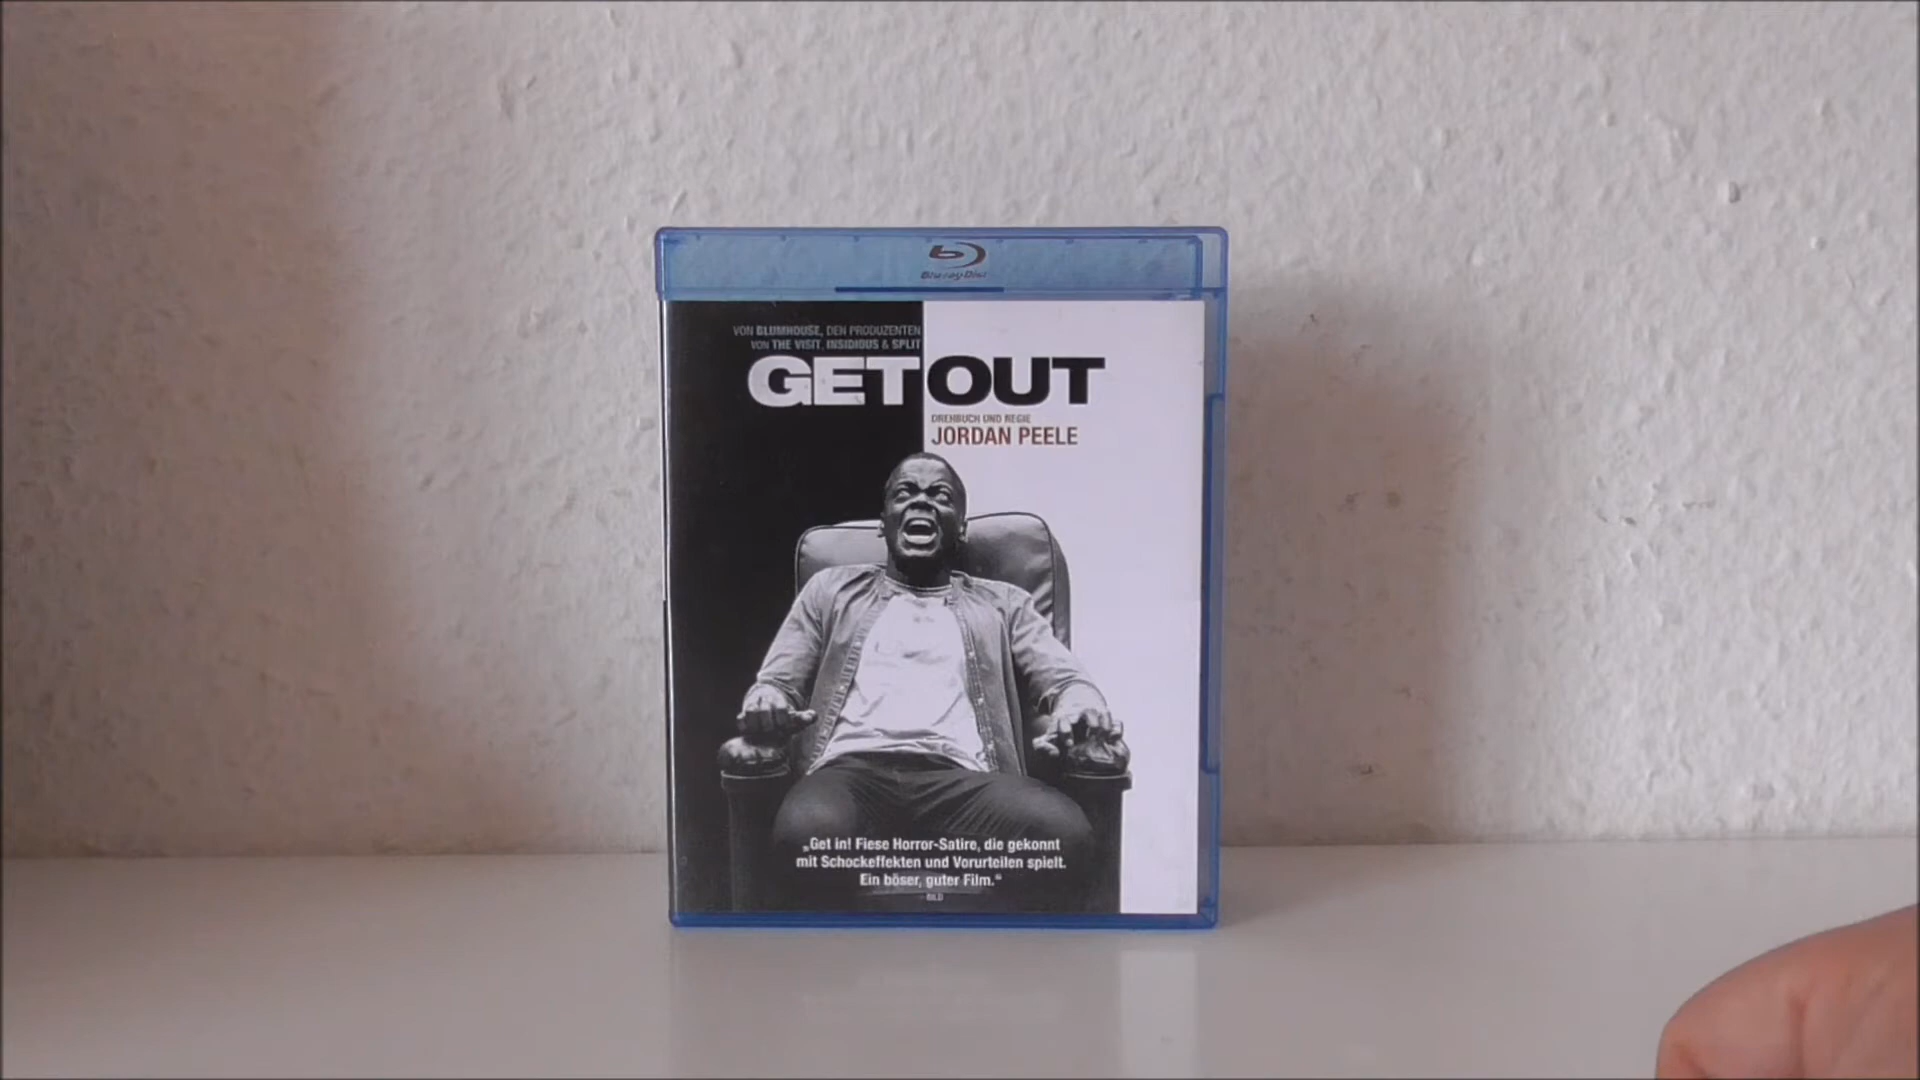 Blu-ray Disc
VON BLUMHOUSE, DEN PRODUZENTEN
VON THE VISIT, INSIDIOUS & SPLIT
GET OUT
DREHBUCH UND REGIE
JORDAN PEELE
„Get in! Fiese Horror-Satire, die gekonnt
mit Schockeffekten und Vorurteilen spielt.
Ein böser, guter Film.“
- BILD